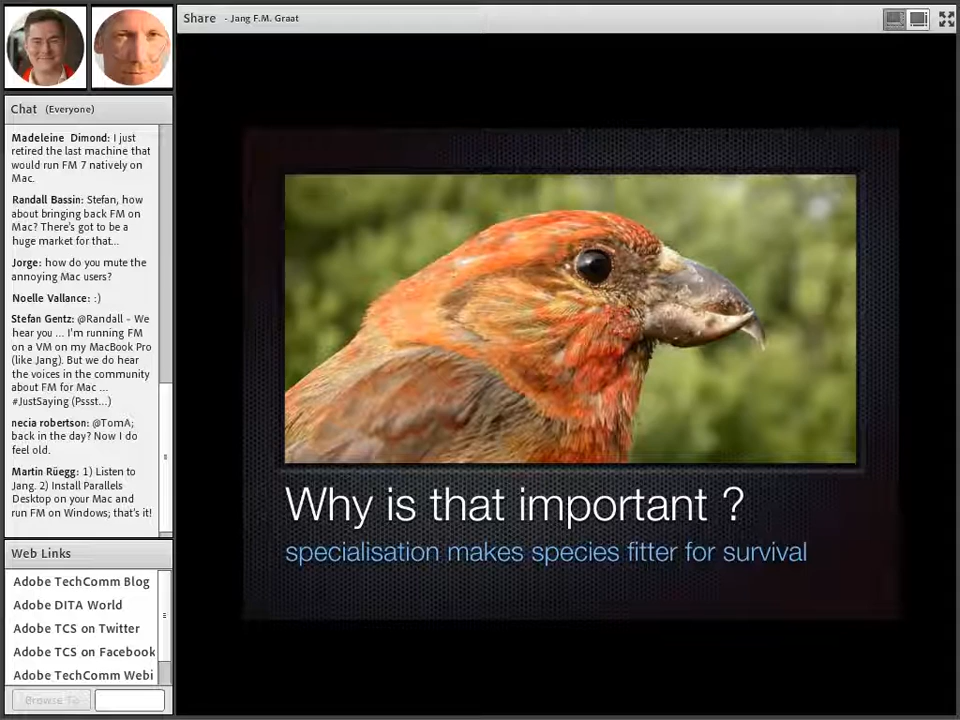 Share - Jang F.M. Graat
Chat (Everyone)
Madeleine Dimond: I just
retired the last machine that
would run FM 7 natively on
Mac.
Randall Bassin: Stefan, how
about bringing back FM on
Mac? There's got to be a
huge market for that...
Jorge: how do you mute the
annoying Mac users?
Noelle Vallance: :)
Stefan Gentz: @Randall - We
hear you ... I'm running FM
on a VM on my MacBook Pro
(like Jang). But we do hear
the voices in the community
about FM for Mac ...
#JustSaying (Pssst...)
necia robertson: @TomA;
back in the day? Now I do
feel old.
Martin Rüegg: 1) Listen to
Jang. 2) Install Parallels
Desktop on your Mac and
run FM on Windows; that's it!
Web Links
Adobe TechComm Blog
Adobe DITA World
Adobe TCS on Twitter
Adobe TCS on Facebook
Adobe TechComm Webi
Browse To
Why is that important ?
specialisation makes species fitter for survival